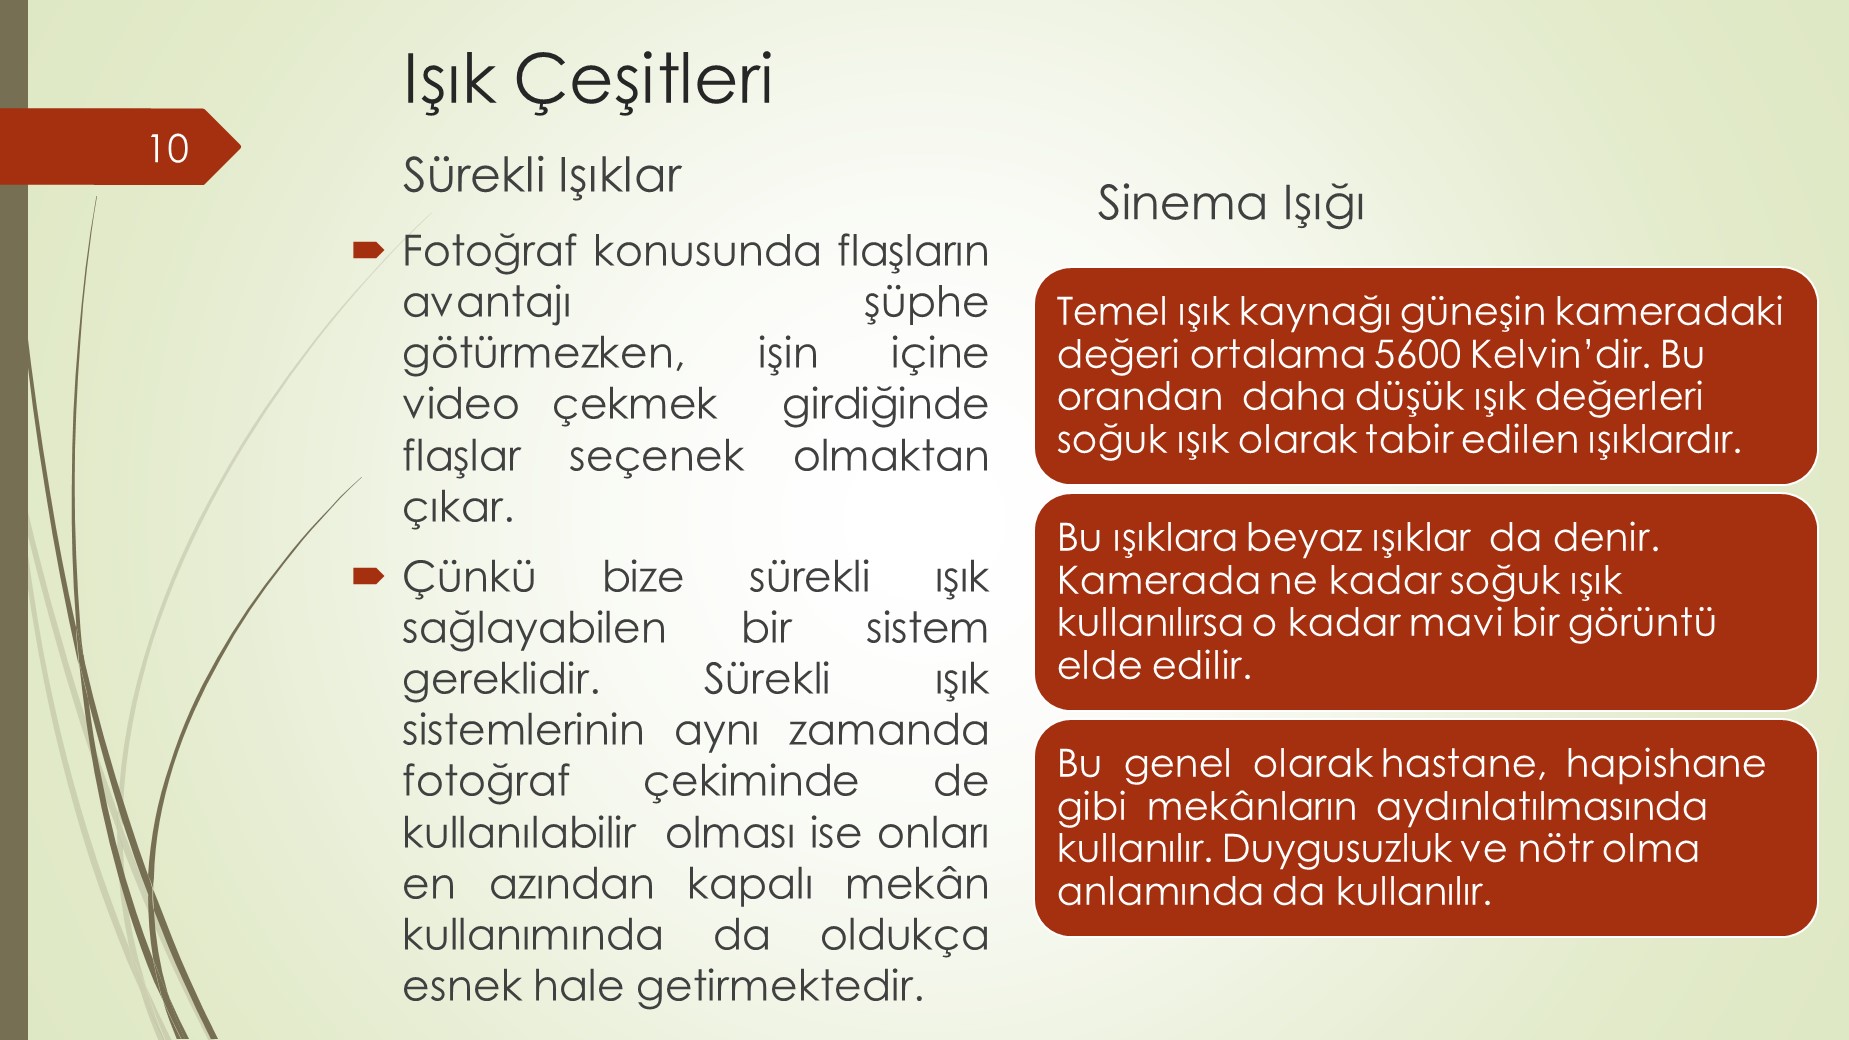 Işık Çeşitleri
10
Sürekli Işıklar
Fotoğraf konusunda flaşların
avantajı şüphe
götürmezken, işin içine
video çekmek girdiğinde
flaşlar seçenek olmaktan
çıkar.
Çünkü bize sürekli ışık
sağlayabilen bir sistem
gereklidir. Sürekli ışık
sistemlerinin aynı zamanda
fotoğraf çekiminde de
kullanılabilir olması ise onları
en azından kapalı mekân
kullanımında da oldukça
esnek hale getirmektedir.
Sinema Işığı
Temel ışık kaynağı güneşin kameradaki
değeri ortalama 5600 Kelvin’dir. Bu
orandan daha düşük ışık değerleri
soğuk ışık olarak tabir edilen ışıklardır.
Bu ışıklara beyaz ışıklar da denir.
Kamerada ne kadar soğuk ışık
kullanılırsa o kadar mavi bir görüntü
elde edilir.
Bu genel olarak hastane, hapishane
gibi mekânların aydınlatılmasında
kullanılır. Duygusuzluk ve nötr olma
anlamında da kullanılır.